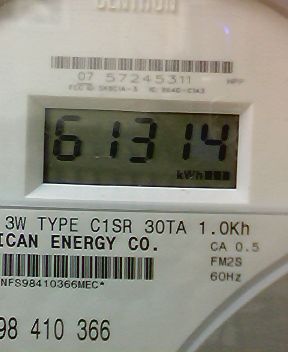 CENTRON
07 57245311
61314
kWh
3W TYPE C1SR 30TA 1.0Kh
ICAN ENERGY CO.
CA 0.5
FM2S
60Hz
NFS98410366MEC*
98 410 366